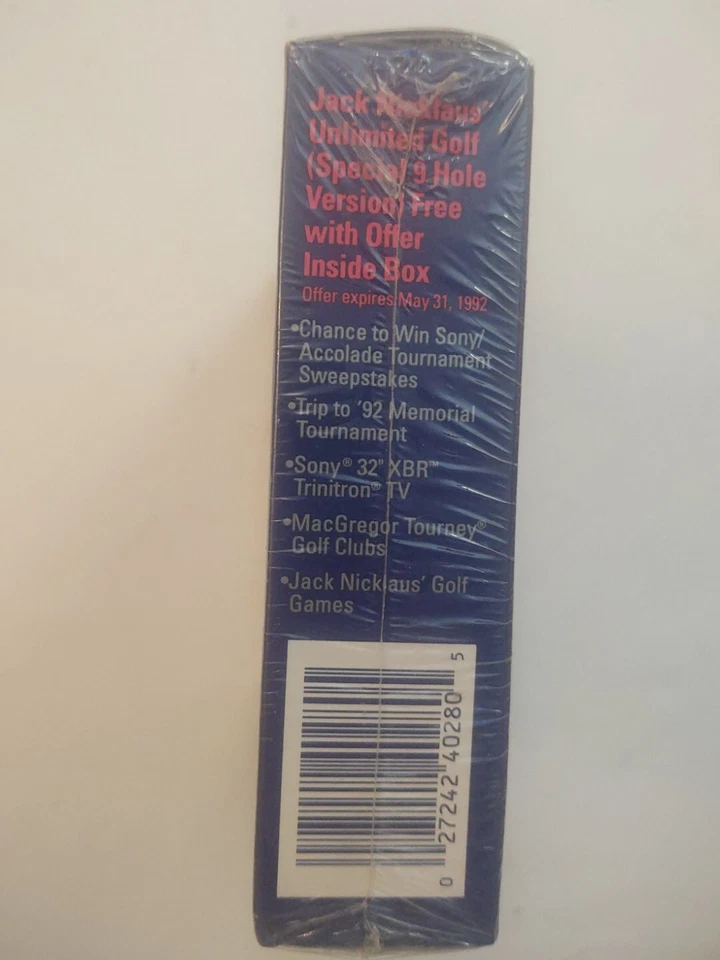 Jack Nicklaus'
Unlimited Golf
(Special 9 Hole
Version) Free
with Offer
Inside Box
Offer expires May 31, 1992
•Chance to Win Sony/
Accolade Tournament
Sweepstakes
•Trip to '92 Memorial
Tournament
•Sony® 32" XBR™
Trinitron® TV
•MacGregor Tourney®
Golf Clubs
•Jack Nicklaus' Golf
Games
0 27242 40280 5